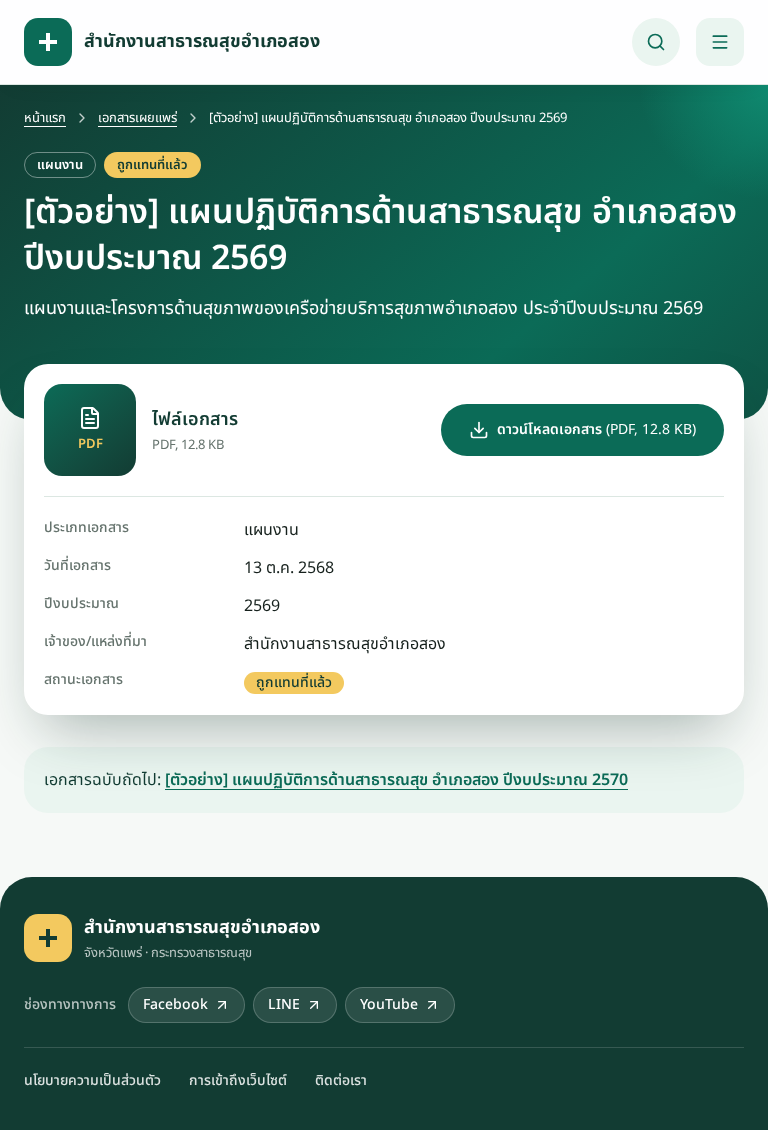 สำนักงานสาธารณสุขอำเภอสอง
หน้าแรก
เอกสารเผยแพร่
[ตัวอย่าง] แผนปฏิบัติการด้านสาธารณสุข อำเภอสอง ปีงบประมาณ 2569
แผนงาน
ถูกแทนที่แล้ว
[ตัวอย่าง] แผนปฏิบัติการด้านสาธารณสุข อำเภอสอง
ปีงบประมาณ 2569
แผนงานและโครงการด้านสุขภาพของเครือข่ายบริการสุขภาพอำเภอสอง ประจำปีงบประมาณ 2569
PDF
ไฟล์เอกสาร
PDF, 12.8 KB
ดาวน์โหลดเอกสาร (PDF, 12.8 KB)
ประเภทเอกสาร
แผนงาน
วันที่เอกสาร
13 ต.ค. 2568
ปีงบประมาณ
2569
เจ้าของ/แหล่งที่มา
สำนักงานสาธารณสุขอำเภอสอง
สถานะเอกสาร
ถูกแทนที่แล้ว
เอกสารฉบับถัดไป: [ตัวอย่าง] แผนปฏิบัติการด้านสาธารณสุข อำเภอสอง ปีงบประมาณ 2570
สำนักงานสาธารณสุขอำเภอสอง
จังหวัดแพร่ · กระทรวงสาธารณสุข
ช่องทางทางการ
Facebook
LINE
YouTube
นโยบายความเป็นส่วนตัว
การเข้าถึงเว็บไซต์
ติดต่อเรา